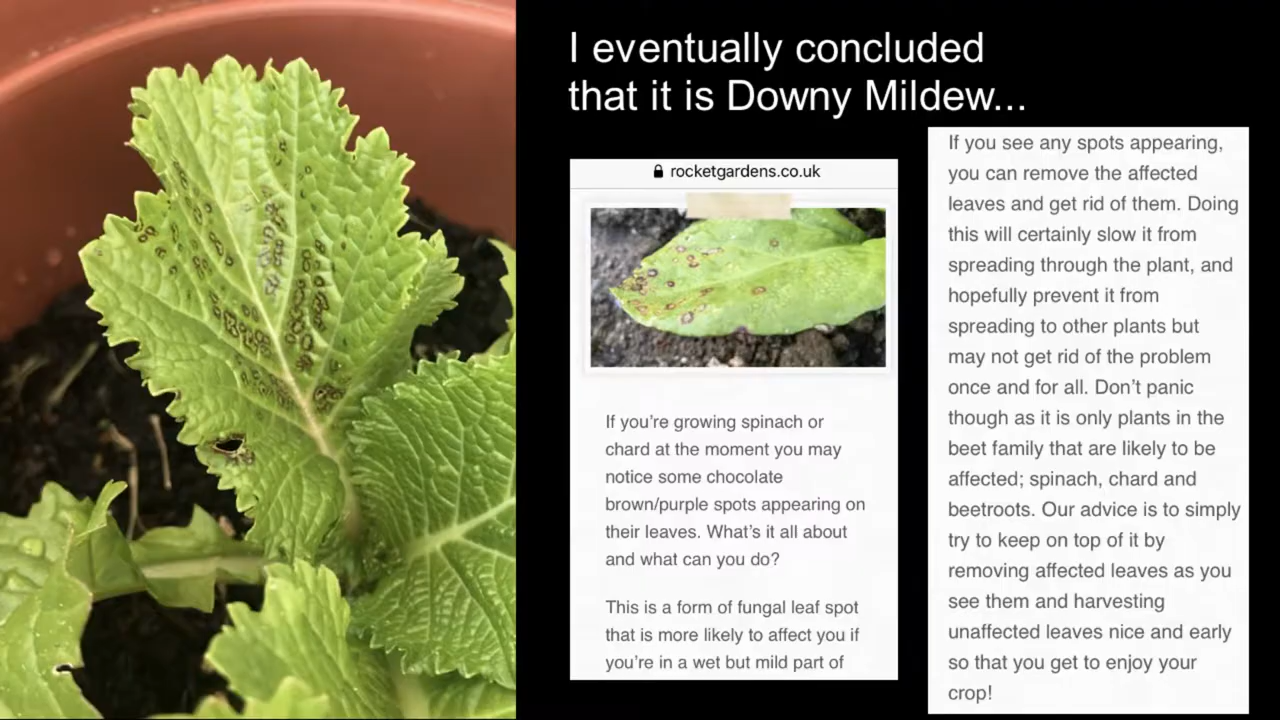 I eventually concluded
that it is Downy Mildew...
rocketgardens.co.uk
If you’re growing spinach or
chard at the moment you may
notice some chocolate
brown/purple spots appearing on
their leaves. What’s it all about
and what can you do?
This is a form of fungal leaf spot
that is more likely to affect you if
you’re in a wet but mild part of
If you see any spots appearing,
you can remove the affected
leaves and get rid of them. Doing
this will certainly slow it from
spreading through the plant, and
hopefully prevent it from
spreading to other plants but
may not get rid of the problem
once and for all. Don’t panic
though as it is only plants in the
beet family that are likely to be
affected; spinach, chard and
beetroots. Our advice is to simply
try to keep on top of it by
removing affected leaves as you
see them and harvesting
unaffected leaves nice and early
so that you get to enjoy your
crop!